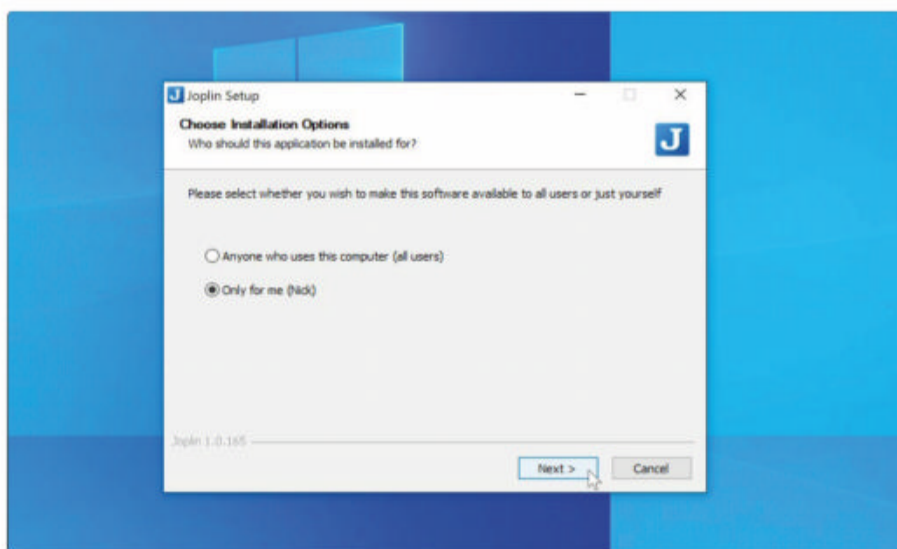 Joplin Setup
Choose Installation Options
Who should this application be installed for?
J
Please select whether you wish to make this software available to all users or just yourself
Anyone who uses this computer (all users)
Only for me (Nick)
Joplin 1.0.165
Next >
Cancel